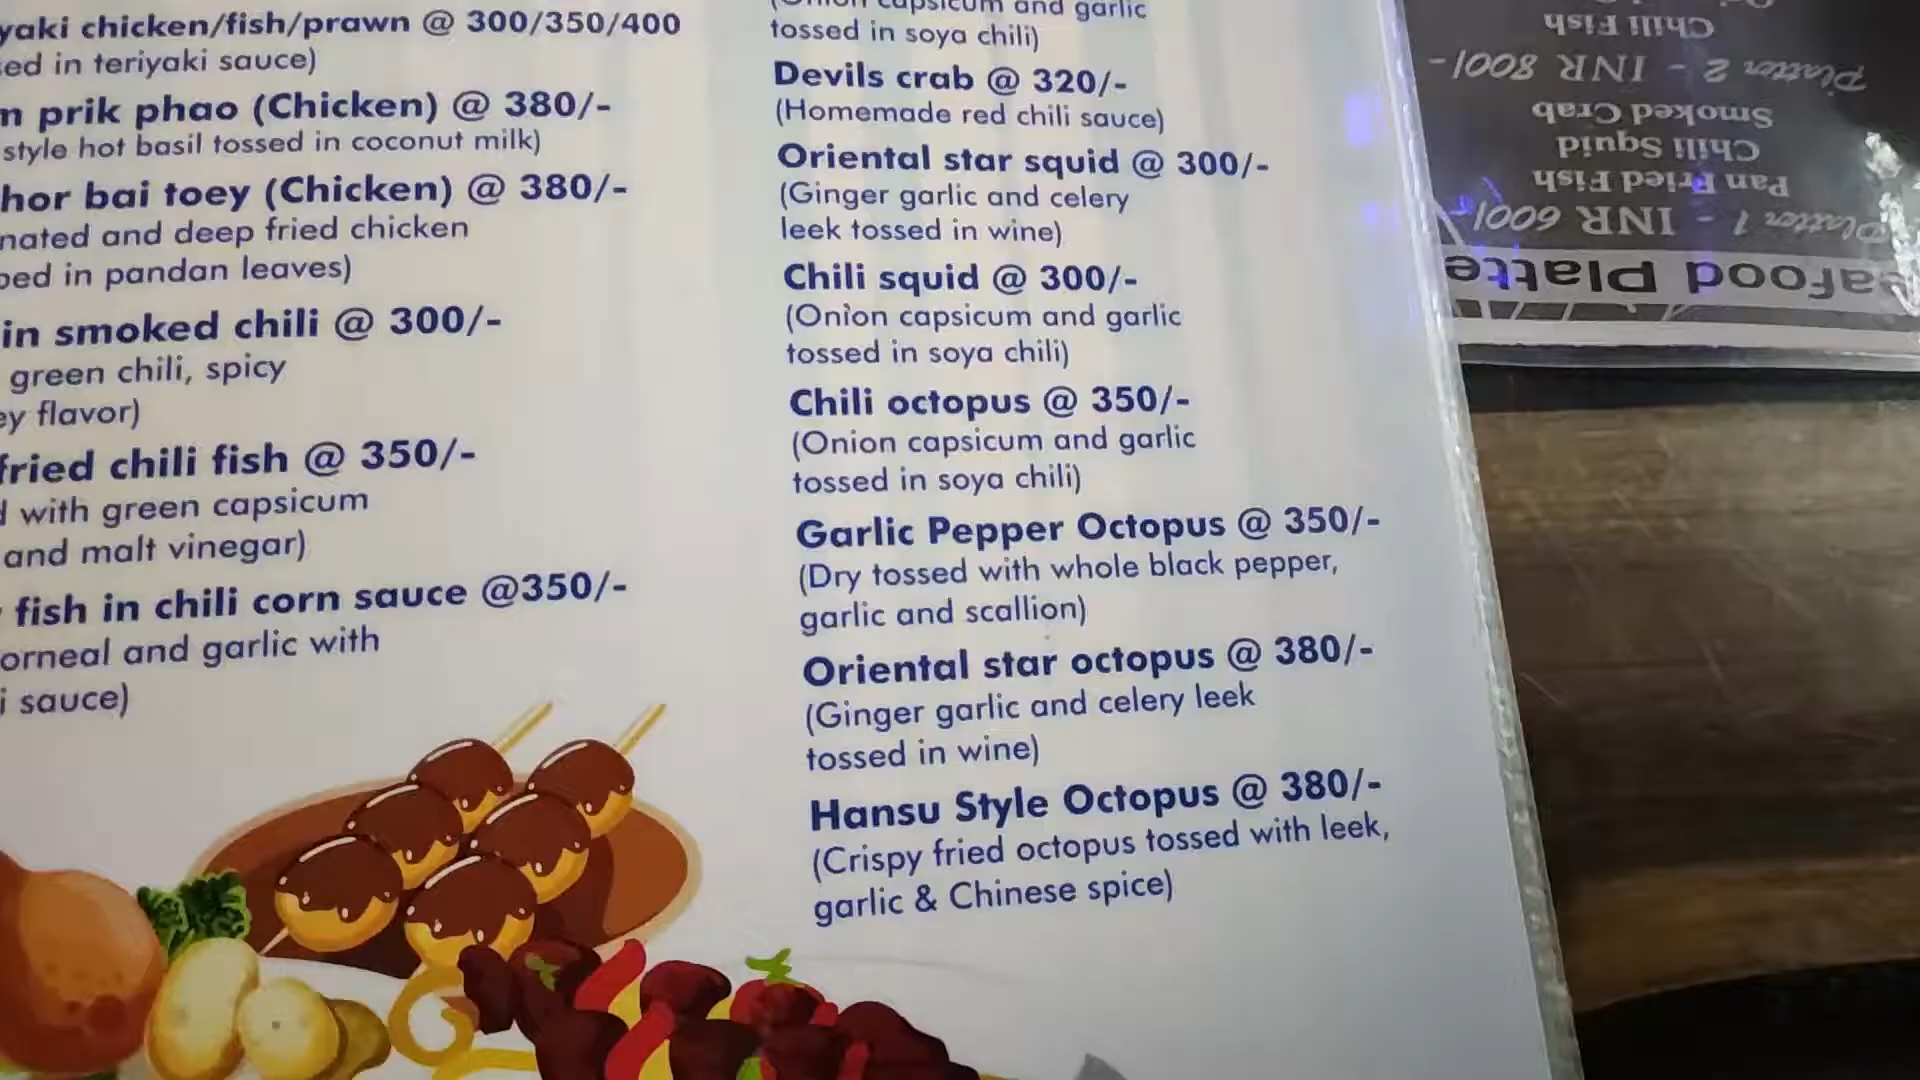 yaki chicken/fish/prawn @ 300/350/400
ed in teriyaki sauce)
prik phao (Chicken) @ 380/-
style hot basil tossed in coconut milk)
hor bai toey (Chicken) @ 380/-
nated and deep fried chicken
ped in pandan leaves)
in smoked chili @ 300/-
green chili, spicy
ey flavor)
fried chili fish @ 350/-
with green capsicum
and malt vinegar)
fish in chili corn sauce @350/-
orneal and garlic with
i sauce)
(Onion capsicum and garlic
tossed in soya chili)
Devils crab @ 320/-
(Homemade red chili sauce)
Oriental star squid @ 300/-
(Ginger garlic and celery
leek tossed in wine)
Chili squid @ 300/-
(Onion capsicum and garlic
tossed in soya chili)
Chili octopus @ 350/-
(Onion capsicum and garlic
tossed in soya chili)
Garlic Pepper Octopus @ 350/-
(Dry tossed with whole black pepper,
garlic and scallion)
Oriental star octopus @ 380/-
(Ginger garlic and celery leek
tossed in wine)
Hansu Style Octopus @ 380/-
(Crispy fried octopus tossed with leek,
garlic & Chinese spice)
eafood Platte
Platter 1 - INR 600/-
Pan Fried Fish
Chili Squid
Smoked Crab
Platter 2 - INR 800/-
Chili Fish